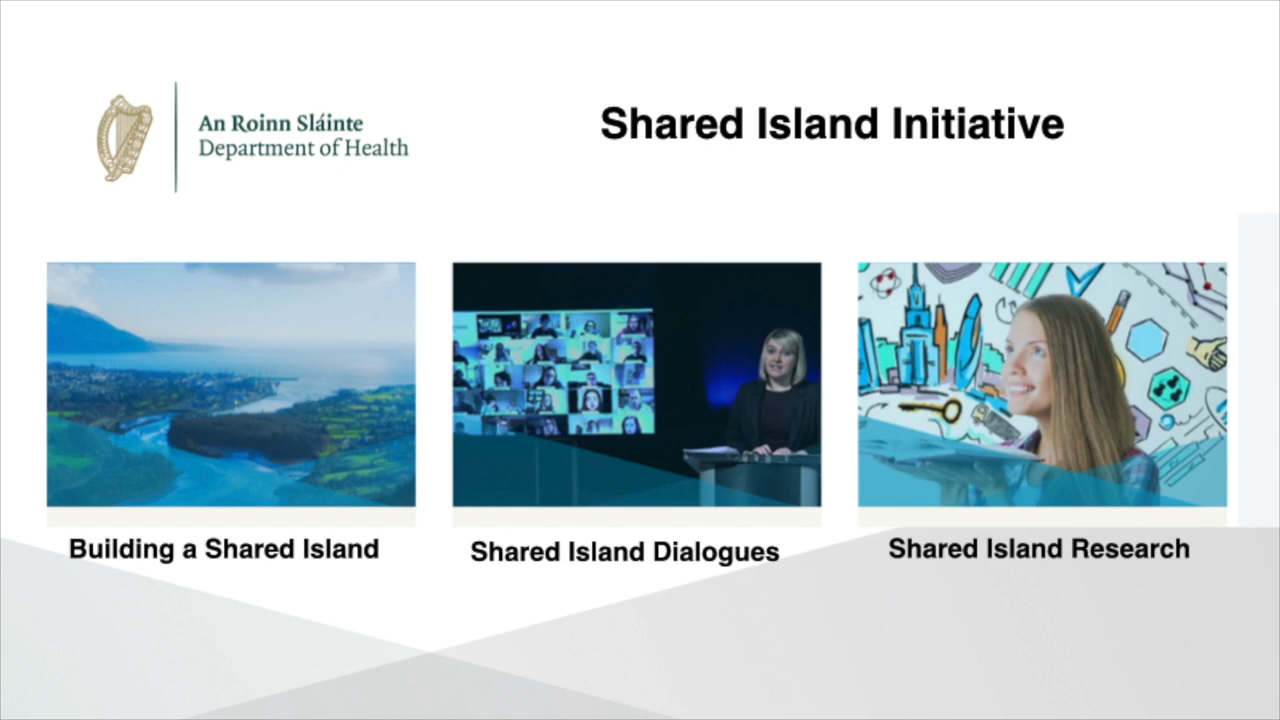 An Roinn Sláinte
Department of Health
Shared Island Initiative
Building a Shared Island
Shared Island Dialogues
Shared Island Research